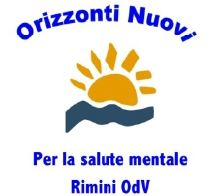 Orizzonti Nuovi
Per la salute mentale
Rimini OdV